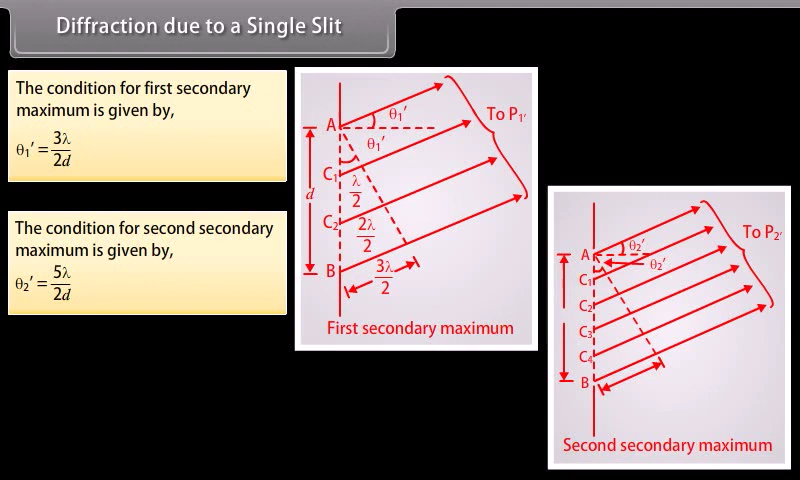 Diffraction due to a Single Slit
The condition for first secondary
maximum is given by,
θ₁′ = 3λ/2d
The condition for second secondary
maximum is given by,
θ₂′ = 5λ/2d
θ₁′
To P₁′
A
θ₁′
C₁
λ/2
d
C₂
2λ/2
B
3λ/2
First secondary maximum
To P₂′
θ₂′
A
θ₂′
C₁
C₂
C₃
C₄
B
Second secondary maximum